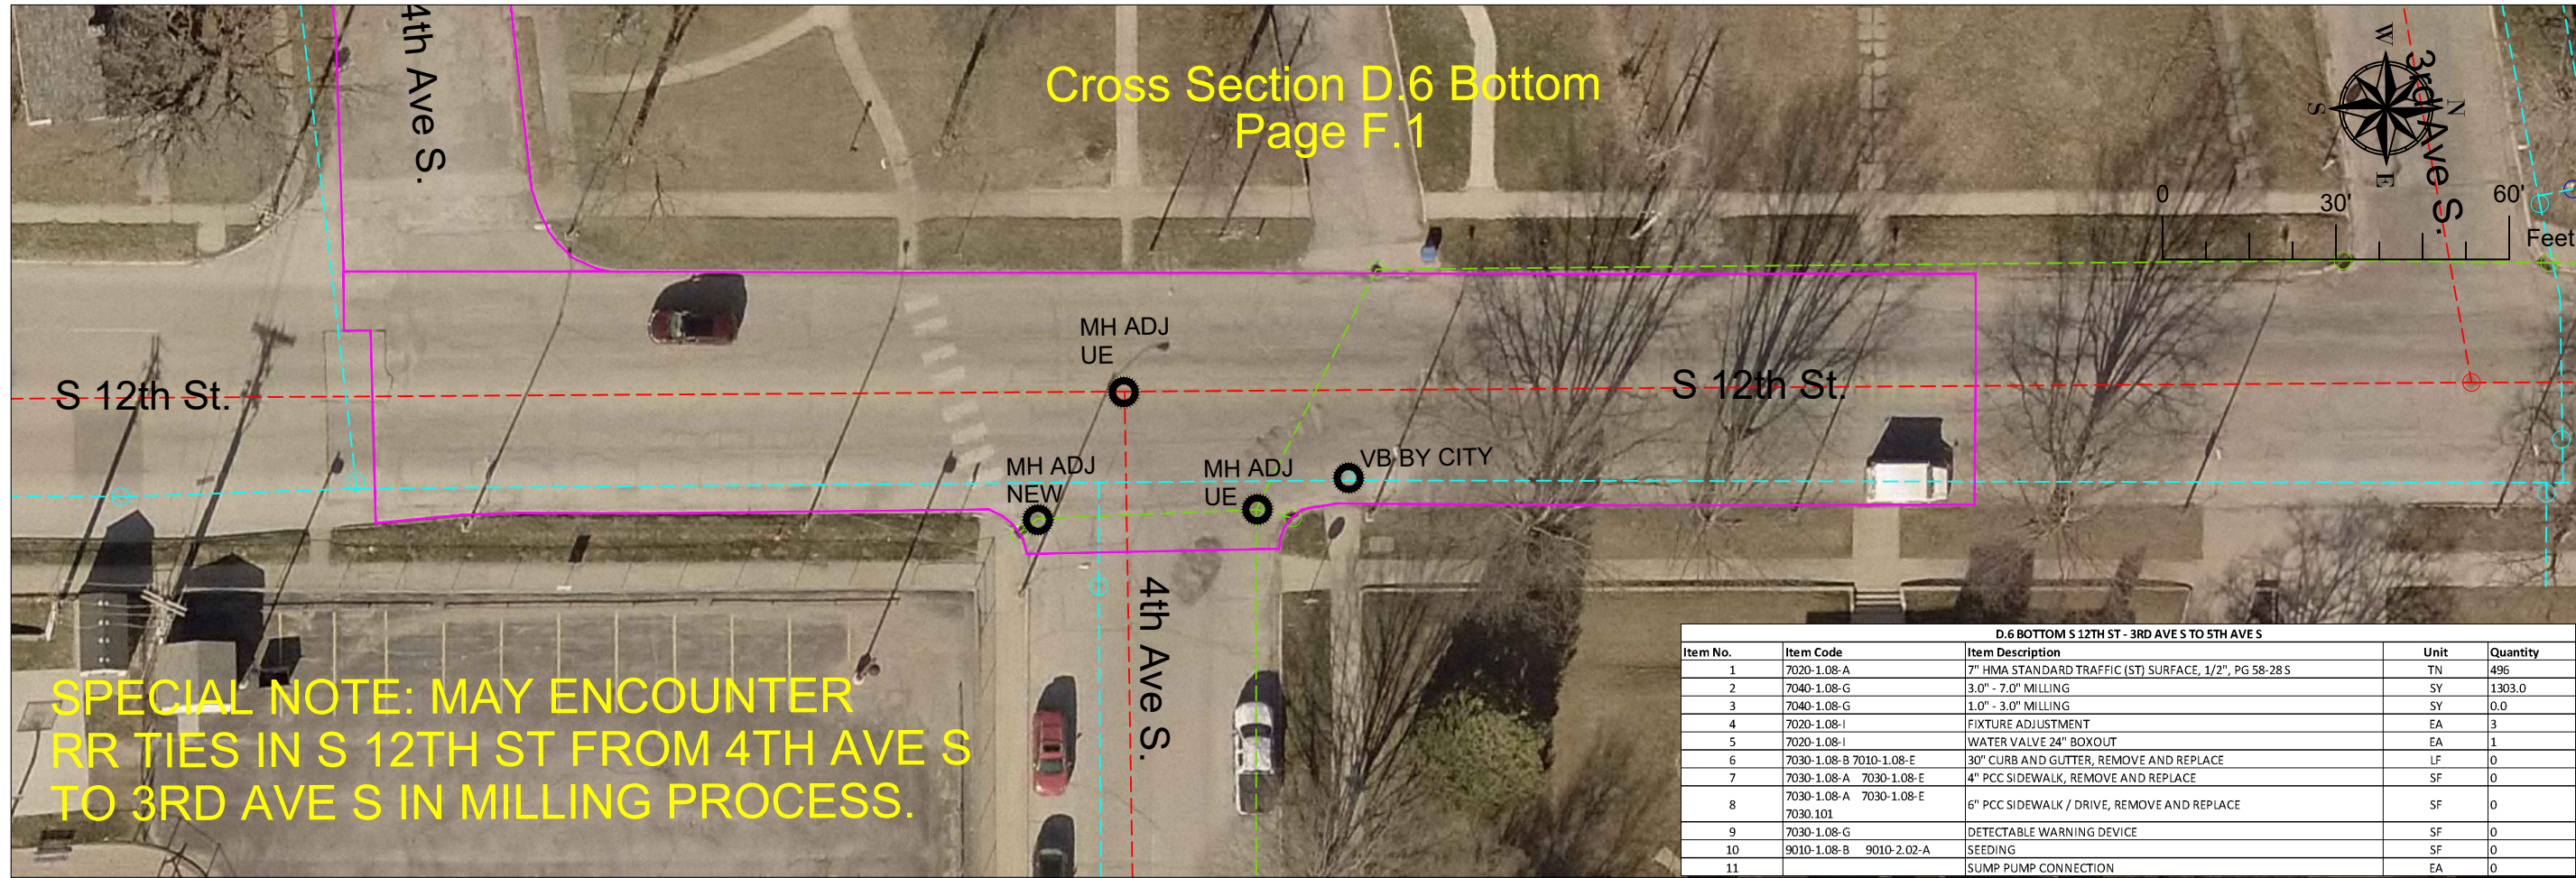 4th Ave S.
Cross Section D.6 Bottom
Page F.1
W
N
S
E
3rd Ave S.
0
30'
60'
Feet
MH ADJ
UE
S 12th St.
S 12th St.
MH ADJ
NEW
MH ADJ
UE
VB BY CITY
4th Ave S.
SPECIAL NOTE: MAY ENCOUNTER
RR TIES IN S 12TH ST FROM 4TH AVE S
TO 3RD AVE S IN MILLING PROCESS.
D.6 BOTTOM S 12TH ST - 3RD AVE S TO 5TH AVE S
Item No. Item Code Item Description Unit Quantity
1 7020-1.08-A 7" HMA STANDARD TRAFFIC (ST) SURFACE, 1/2", PG 58-28 S TN 496
2 7040-1.08-G 3.0" - 7.0" MILLING SY 1303.0
3 7040-1.08-G 1.0" - 3.0" MILLING SY 0.0
4 7020-1.08-I FIXTURE ADJUSTMENT EA 3
5 7020-1.08-I WATER VALVE 24" BOXOUT EA 1
6 7030-1.08-B 7010-1.08-E 30" CURB AND GUTTER, REMOVE AND REPLACE LF 0
7 7030-1.08-A 7030-1.08-E 4" PCC SIDEWALK, REMOVE AND REPLACE SF 0
8 7030-1.08-A 7030-1.08-E 6" PCC SIDEWALK / DRIVE, REMOVE AND REPLACE SF 0
7030.101
9 7030-1.08-G DETECTABLE WARNING DEVICE SF 0
10 9010-1.08-B 9010-2.02-A SEEDING SF 0
11 SUMP PUMP CONNECTION EA 0